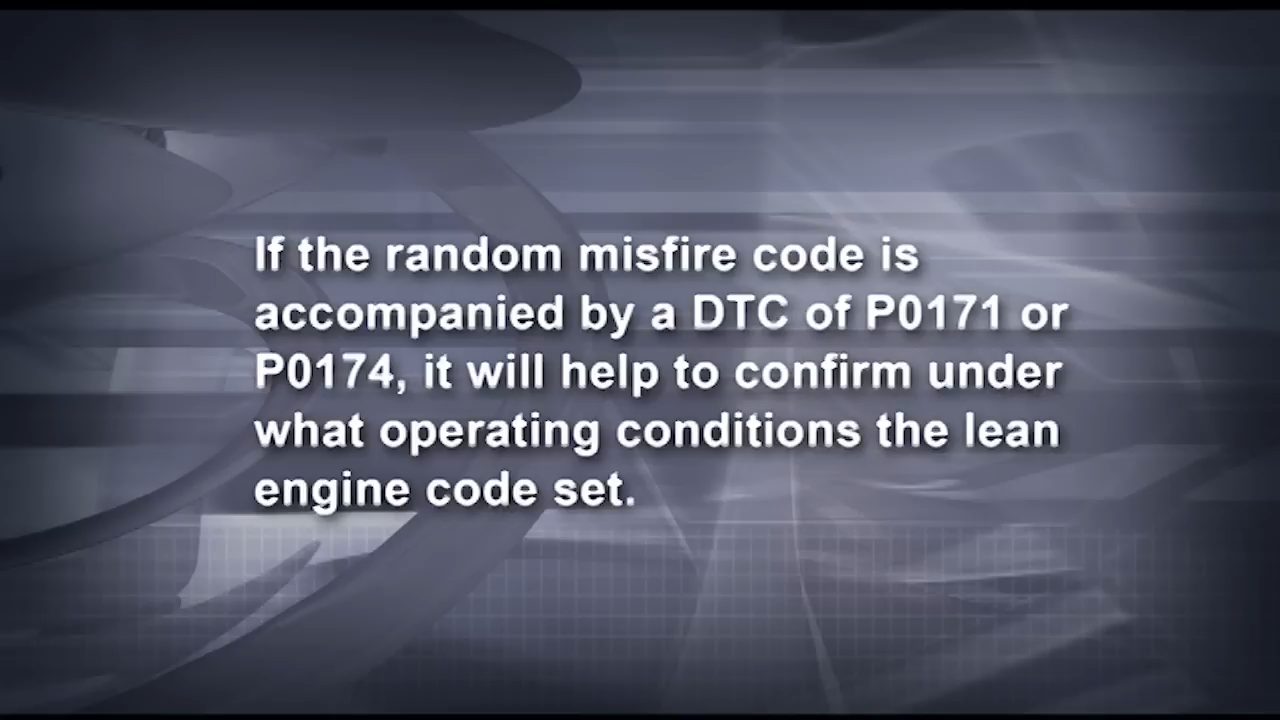 If the random misfire code is
accompanied by a DTC of P0171 or
P0174, it will help to confirm under
what operating conditions the lean
engine code set.